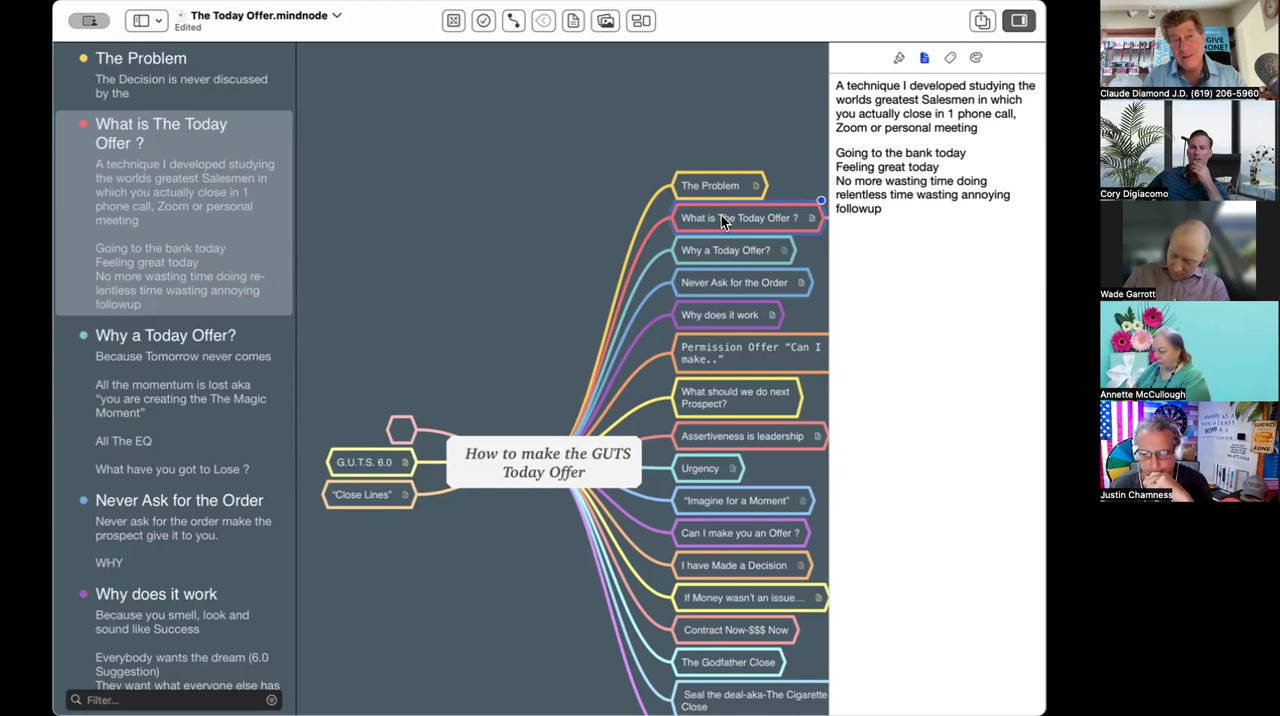 The Today Offer.mindnode
Edited
The Problem
The Decision is never discussed
by the
What is The Today
Offer ?
A technique I developed studying
the worlds greatest Salesmen in
which you actually close in 1
phone call, Zoom or personal
meeting
Going to the bank today
Feeling great today
No more wasting time doing re-
lentless time wasting annoying
followup
Why a Today Offer?
Because Tomorrow never comes
All the momentum is lost aka
“you are creating the The Magic
Moment”
All The EQ
What have you got to Lose ?
Never Ask for the Order
Never ask for the order make the
prospect give it to you.
WHY
Why does it work
Because you smell, look and
sound like Success
Everybody wants the dream (6.0
Suggestion)
They want what everyone else has
Filter...
G.U.T.S. 6.0
“Close Lines”
How to make the GUTS
Today Offer
The Problem
What is The Today Offer ?
Why a Today Offer?
Never Ask for the Order
Why does it work
Permission Offer “Can I
make..”
What should we do next
Prospect?
Assertiveness is leadership
Urgency
“Imagine for a Moment”
Can I make you an Offer ?
I have Made a Decision
If Money wasn't an issue...
Contract Now-$$$ Now
The Godfather Close
Seal the deal-aka-The Cigarette
Close
A technique I developed studying the
worlds greatest Salesmen in which
you actually close in 1 phone call,
Zoom or personal meeting
Going to the bank today
Feeling great today
No more wasting time doing
relentless time wasting annoying
followup
GIVE
PHONE?
Claude Diamond J.D. (619) 206-5960
Cory Digiacomo
Wade Garrott
Annette McCullough
Justin Chamness